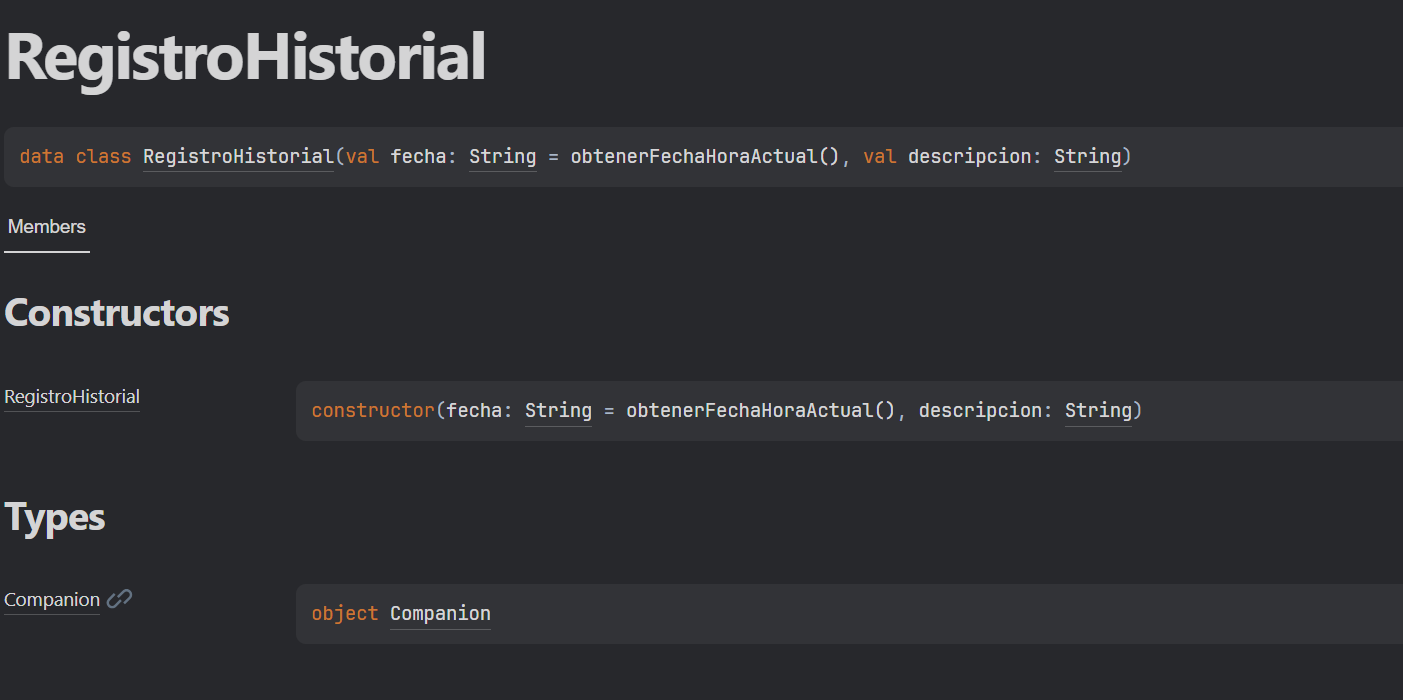 RegistroHistorial
data class RegistroHistorial(val fecha: String = obtenerFechaHoraActual(), val descripcion: String)
Members
Constructors
RegistroHistorial
constructor(fecha: String = obtenerFechaHoraActual(), descripcion: String)
Types
Companion
object Companion